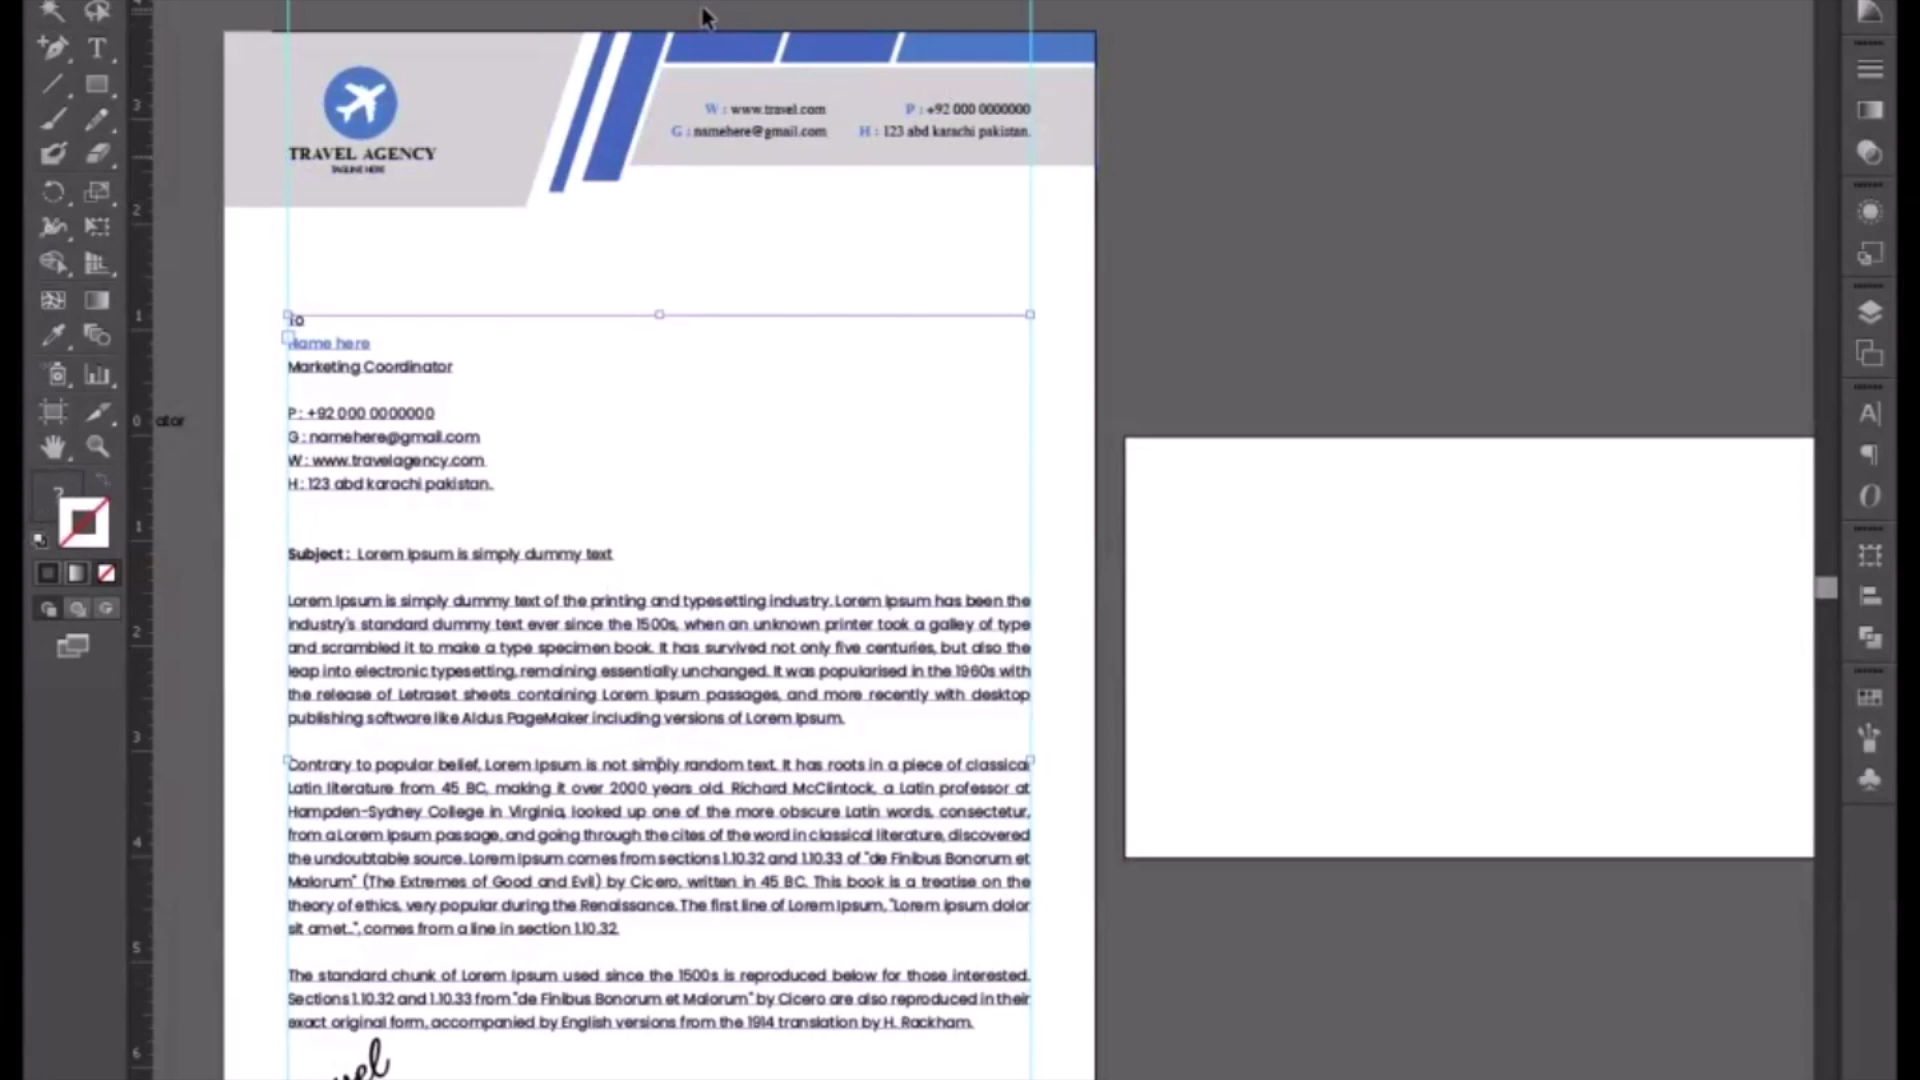 TRAVEL AGENCY
TAGLINE HERE
W : www.travel.com
P : +92 000 0000000
G : namehere@gmail.com
H : 123 abd karachi pakistan.
To
Name here
Marketing Coordinator
P : +92 000 0000000
G : namehere@gmail.com
W : www.travelagency.com
H : 123 abd karachi pakistan.
Subject : Lorem Ipsum is simply dummy text
Lorem Ipsum is simply dummy text of the printing and typesetting industry. Lorem Ipsum has been the
industry's standard dummy text ever since the 1500s, when an unknown printer took a galley of type
and scrambled it to make a type specimen book. It has survived not only five centuries, but also the
leap into electronic typesetting, remaining essentially unchanged. It was popularised in the 1960s with
the release of Letraset sheets containing Lorem Ipsum passages, and more recently with desktop
publishing software like Aldus PageMaker including versions of Lorem Ipsum.
Contrary to popular belief, Lorem Ipsum is not simply random text. It has roots in a piece of classical
Latin literature from 45 BC, making it over 2000 years old. Richard McClintock, a Latin professor at
Hampden-Sydney College in Virginia, looked up one of the more obscure Latin words, consectetur,
from a Lorem Ipsum passage, and going through the cites of the word in classical literature, discovered
the undoubtable source. Lorem Ipsum comes from sections 1.10.32 and 1.10.33 of "de Finibus Bonorum et
Malorum" (The Extremes of Good and Evil) by Cicero, written in 45 BC. This book is a treatise on the
theory of ethics, very popular during the Renaissance. The first line of Lorem Ipsum, "Lorem ipsum dolor
sit amet..", comes from a line in section 1.10.32.
The standard chunk of Lorem Ipsum used since the 1500s is reproduced below for those interested.
Sections 1.10.32 and 1.10.33 from "de Finibus Bonorum et Malorum" by Cicero are also reproduced in their
exact original form, accompanied by English versions from the 1914 translation by H. Rackham.
ator
3
2
1
0
1
2
3
4
5
6